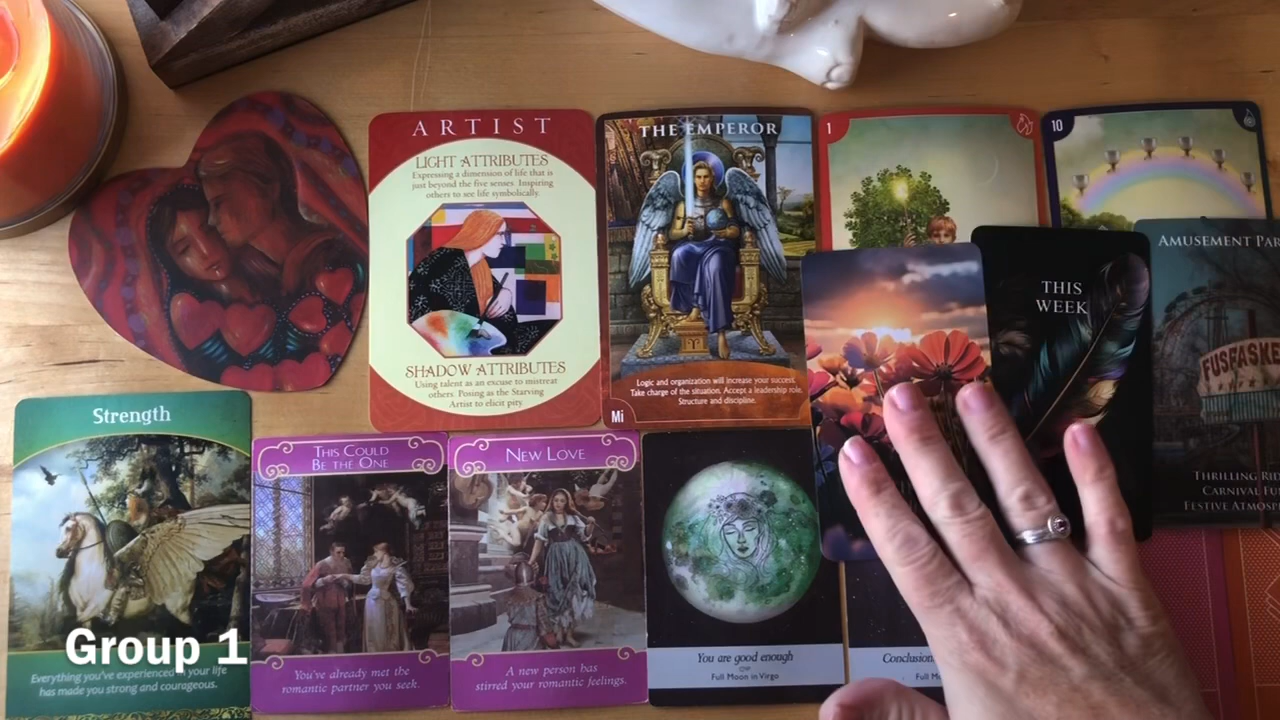 ARTIST
LIGHT ATTRIBUTES
Expressing a dimension of life that is
just beyond the five senses. Inspiring
others to see life symbolically.
SHADOW ATTRIBUTES
Using talent as an excuse to mistreat
others. Posing as the Starving
Artist to elicit pity.
THE EMPEROR
Logic and organization will increase your success.
Take charge of the situation. Accept a leadership role.
Structure and discipline.
Mi
1
10
THIS
WEEK
AMUSEMENT PAR
FUSFASKE
THRILLING RID
CARNIVAL FU
FESTIVE ATMOSP
Strength
Everything you've experienced in your life
has made you strong and courageous.
Group 1
THIS COULD
BE THE ONE
You've already met the
romantic partner you seek.
NEW LOVE
A new person has
stirred your romantic feelings.
You are good enough
Full Moon in Virgo
Conclusion
Full M